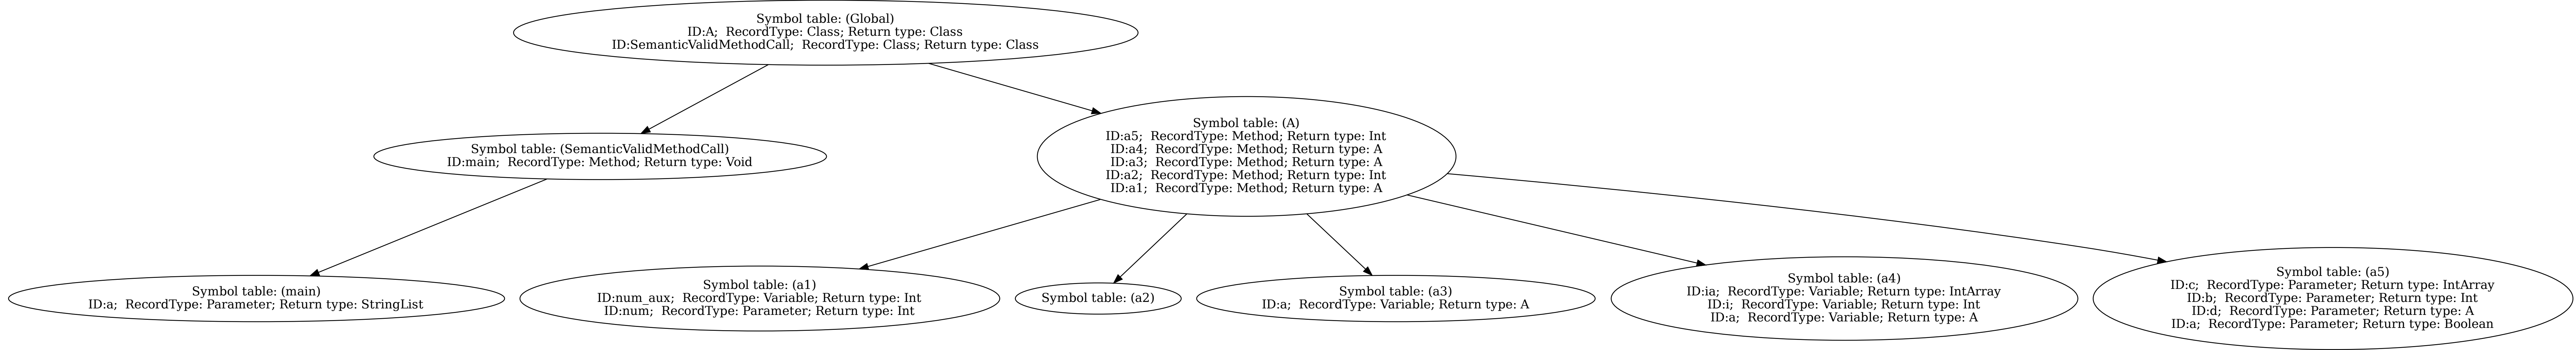 Symbol table: (Global)
ID:A;  RecordType: Class; Return type: Class
ID:SemanticValidMethodCall;  RecordType: Class; Return type: Class
Symbol table: (SemanticValidMethodCall)
ID:main;  RecordType: Method; Return type: Void
Symbol table: (A)
ID:a5;  RecordType: Method; Return type: Int
ID:a4;  RecordType: Method; Return type: A
ID:a3;  RecordType: Method; Return type: A
ID:a2;  RecordType: Method; Return type: Int
ID:a1;  RecordType: Method; Return type: A
Symbol table: (main)
ID:a;  RecordType: Parameter; Return type: StringList
Symbol table: (a1)
ID:num_aux;  RecordType: Variable; Return type: Int
ID:num;  RecordType: Parameter; Return type: Int
Symbol table: (a2)
Symbol table: (a3)
ID:a;  RecordType: Variable; Return type: A
Symbol table: (a4)
ID:ia;  RecordType: Variable; Return type: IntArray
ID:i;  RecordType: Variable; Return type: Int
ID:a;  RecordType: Variable; Return type: A
Symbol table: (a5)
ID:c;  RecordType: Parameter; Return type: IntArray
ID:b;  RecordType: Parameter; Return type: Int
ID:d;  RecordType: Parameter; Return type: A
ID:a;  RecordType: Parameter; Return type: Boolean